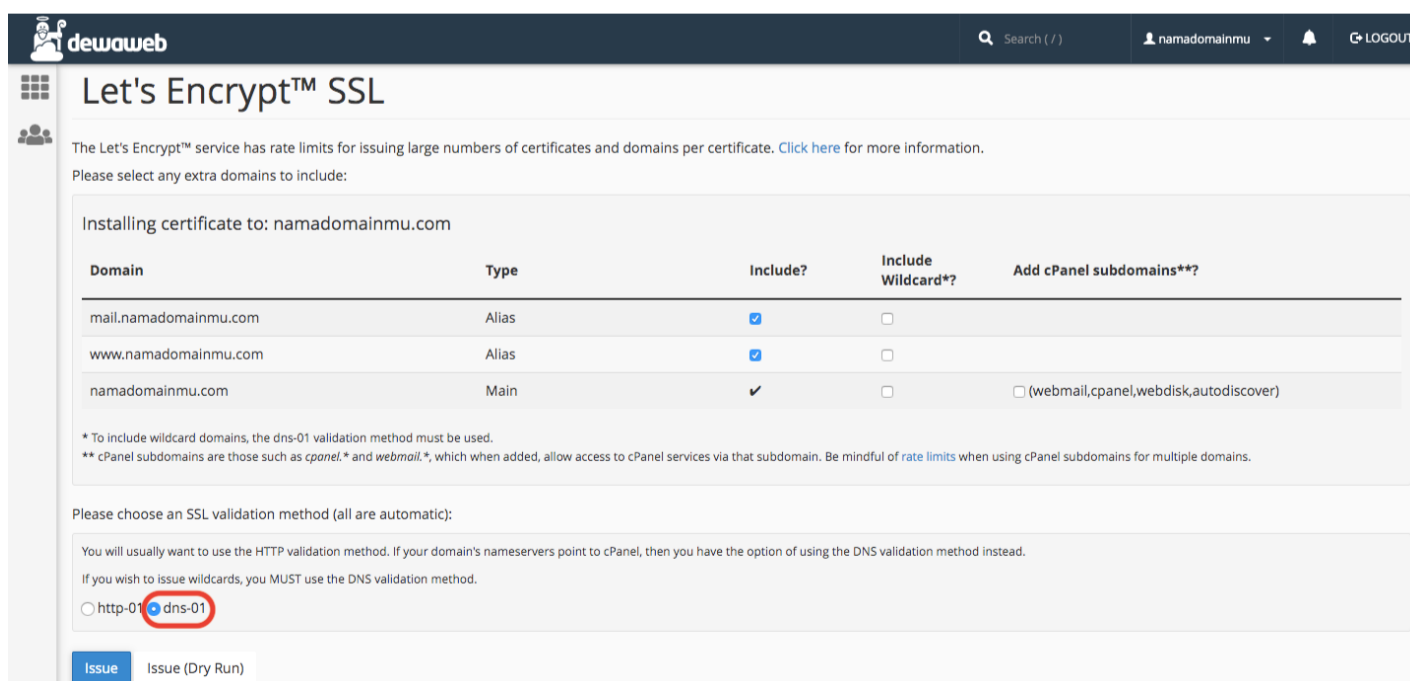 dewaweb Search ( / ) namadomainmu LOGOUT
Let's Encrypt™ SSL
The Let's Encrypt™ service has rate limits for issuing large numbers of certificates and domains per certificate. Click here for more information.
Please select any extra domains to include:
Installing certificate to: namadomainmu.com
Domain Type Include? Include Wildcard*? Add cPanel subdomains**?
mail.namadomainmu.com Alias
www.namadomainmu.com Alias
namadomainmu.com Main ✔ (webmail,cpanel,webdisk,autodiscover)
* To include wildcard domains, the dns-01 validation method must be used.
** cPanel subdomains are those such as cpanel.* and webmail.*, which when added, allow access to cPanel services via that subdomain. Be mindful of rate limits when using cPanel subdomains for multiple domains.
Please choose an SSL validation method (all are automatic):
You will usually want to use the HTTP validation method. If your domain's nameservers point to cPanel, then you have the option of using the DNS validation method instead.
If you wish to issue wildcards, you MUST use the DNS validation method.
http-01 dns-01
Issue Issue (Dry Run)